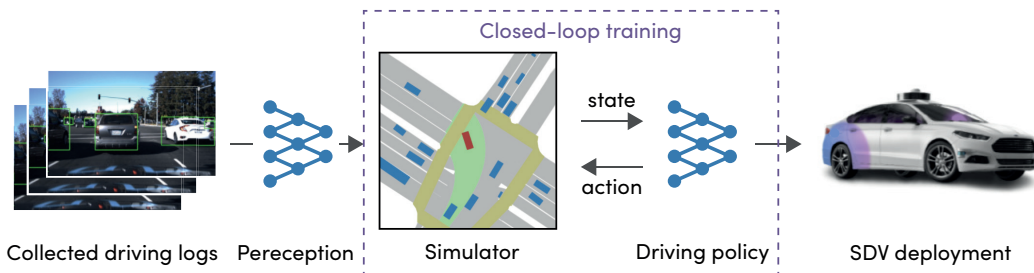 Closed-loop training
state
action
Collected driving logs
Pereception
Simulator
Driving policy
SDV deployment